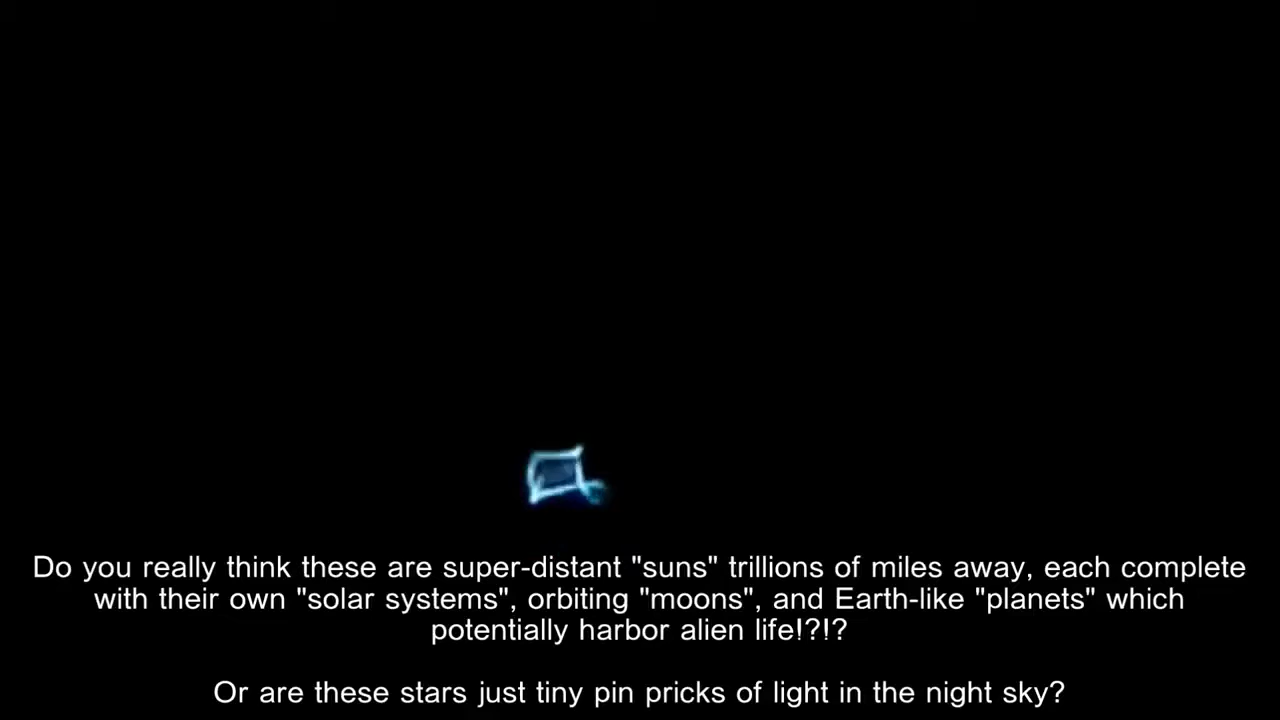 Do you really think these are super-distant "suns" trillions of miles away, each complete
with their own "solar systems", orbiting "moons", and Earth-like "planets" which
potentially harbor alien life!?!?
Or are these stars just tiny pin pricks of light in the night sky?